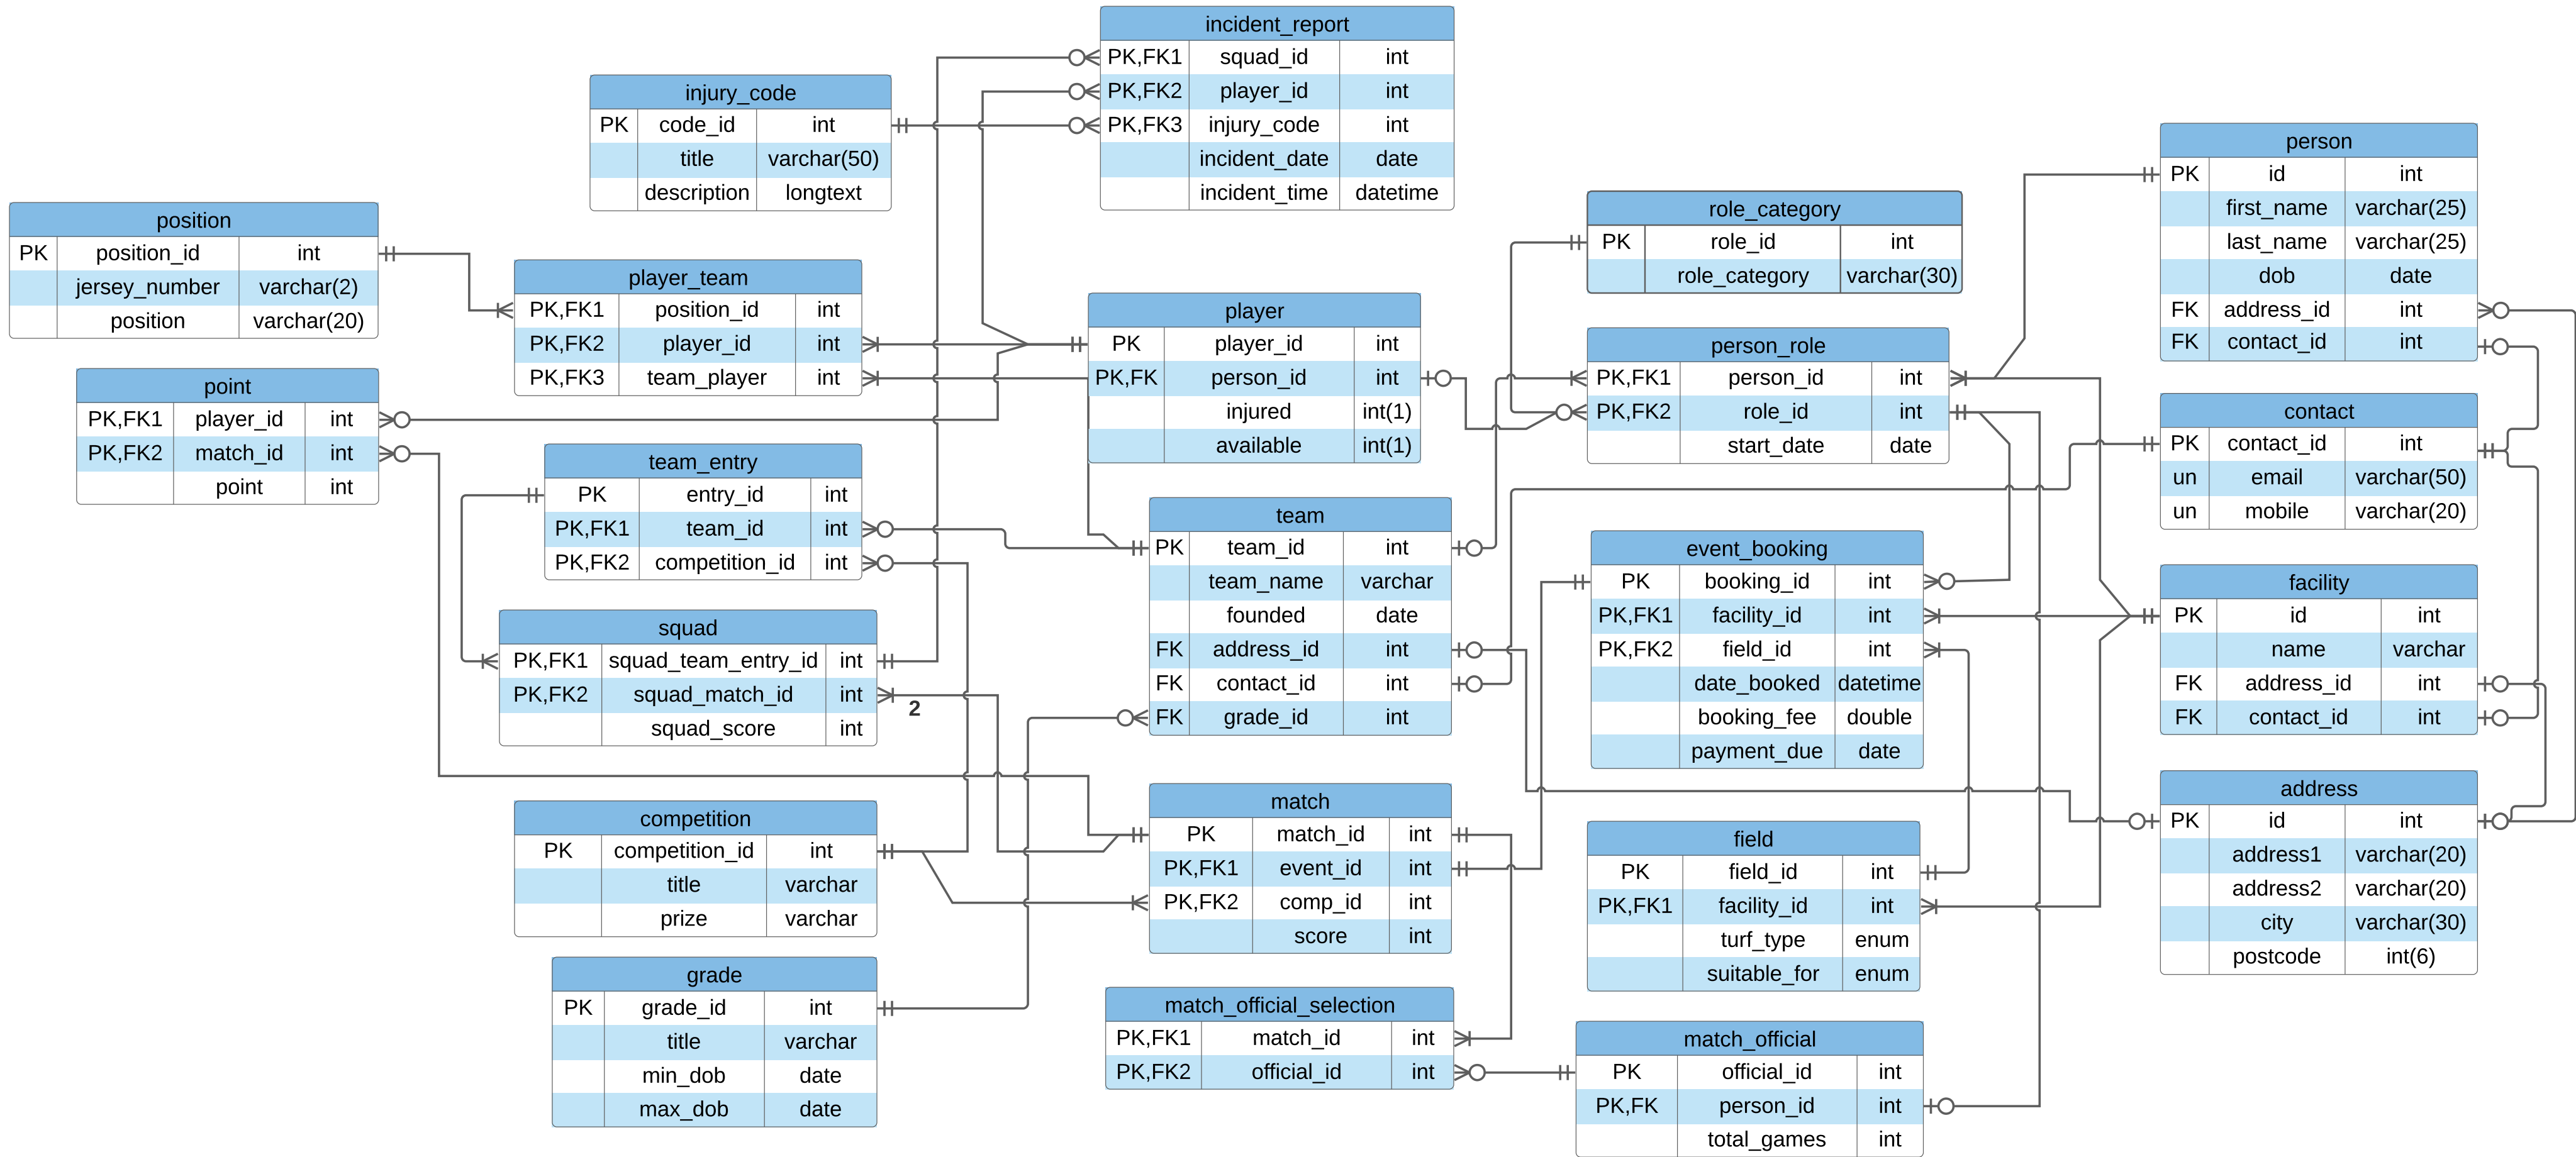 incident_report
PK,FK1 squad_id int
PK,FK2 player_id int
PK,FK3 injury_code int
incident_date date
incident_time datetime
injury_code
PK code_id int
title varchar(50)
description longtext
person
PK id int
first_name varchar(25)
last_name varchar(25)
dob date
FK address_id int
FK contact_id int
role_category
PK role_id int
role_category varchar(30)
position
PK position_id int
jersey_number varchar(2)
position varchar(20)
player_team
PK,FK1 position_id int
PK,FK2 player_id int
PK,FK3 team_player int
player
PK player_id int
PK,FK person_id int
injured int(1)
available int(1)
person_role
PK,FK1 person_id int
PK,FK2 role_id int
start_date date
point
PK,FK1 player_id int
PK,FK2 match_id int
point int
contact
PK contact_id int
un email varchar(50)
un mobile varchar(20)
team_entry
PK entry_id int
PK,FK1 team_id int
PK,FK2 competition_id int
team
PK team_id int
team_name varchar
founded date
FK address_id int
FK contact_id int
FK grade_id int
event_booking
PK booking_id int
PK,FK1 facility_id int
PK,FK2 field_id int
date_booked datetime
booking_fee double
payment_due date
facility
PK id int
name varchar
FK address_id int
FK contact_id int
squad
PK,FK1 squad_team_entry_id int
PK,FK2 squad_match_id int
squad_score int
2
address
PK id int
address1 varchar(20)
address2 varchar(20)
city varchar(30)
postcode int(6)
match
PK match_id int
PK,FK1 event_id int
PK,FK2 comp_id int
score int
competition
PK competition_id int
title varchar
prize varchar
field
PK field_id int
PK,FK1 facility_id int
turf_type enum
suitable_for enum
grade
PK grade_id int
title varchar
min_dob date
max_dob date
match_official_selection
PK,FK1 match_id int
PK,FK2 official_id int
match_official
PK official_id int
PK,FK person_id int
total_games int